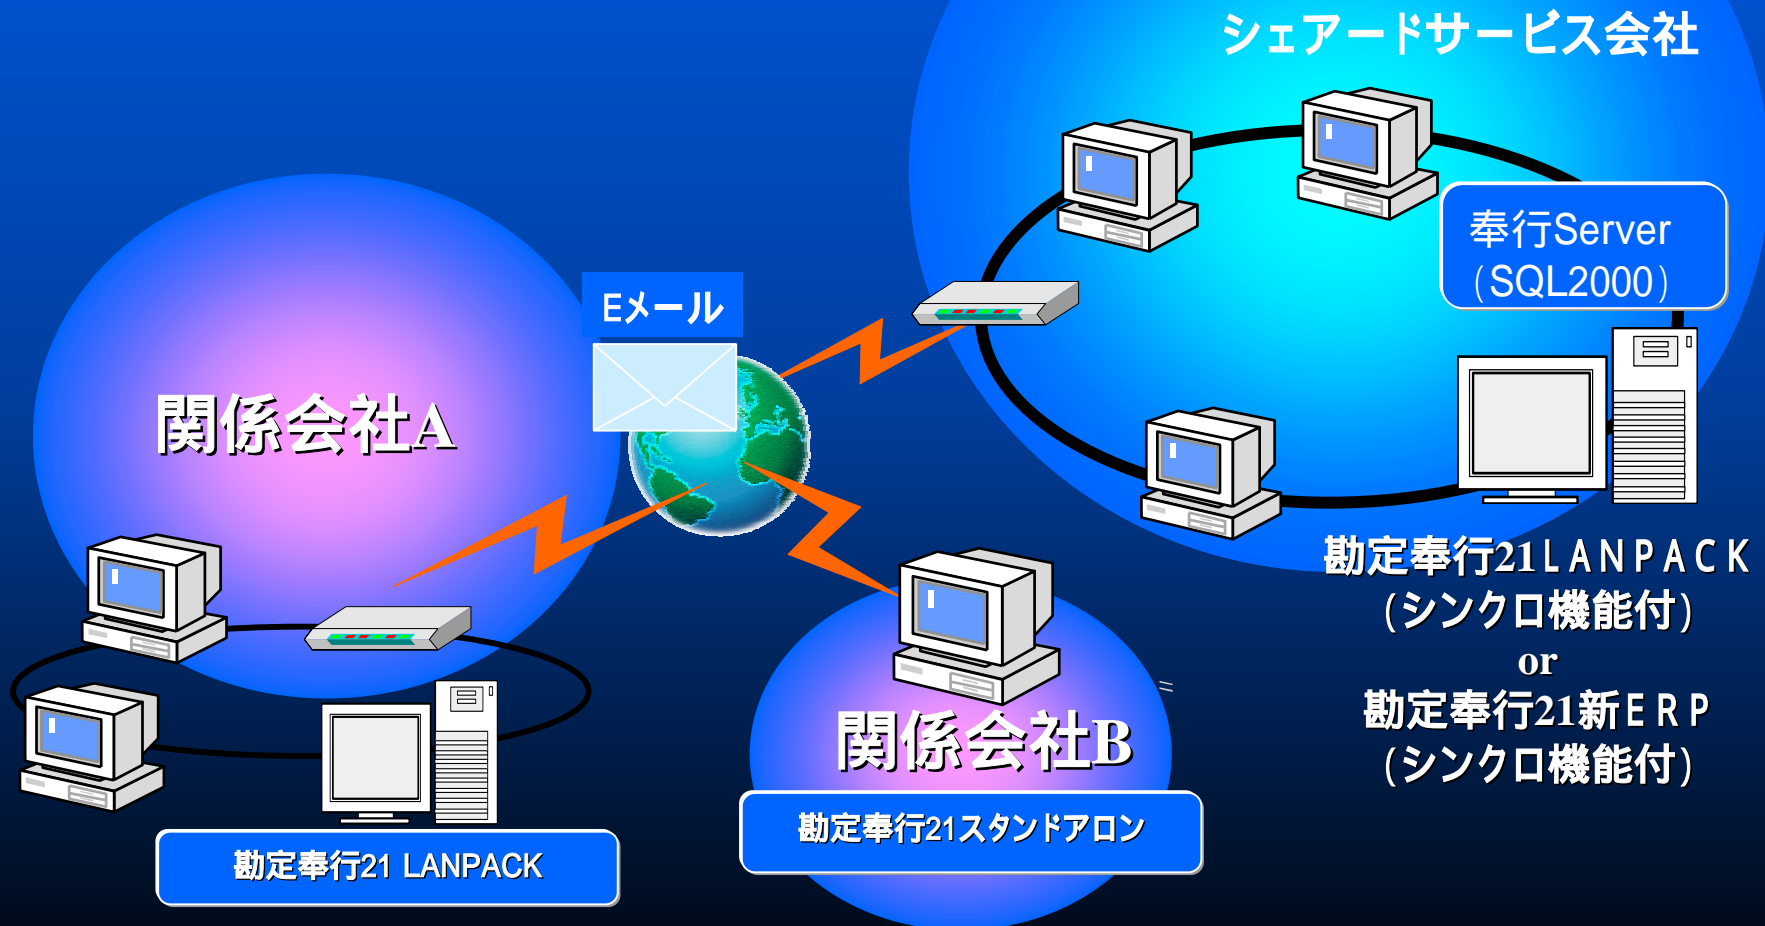 シェアードサービス会社
奉行Server
(SQL2000)
Eメール
関係会社A
勘定奉行21LANPACK
(シンクロ機能付)
or
勘定奉行21新ERP
(シンクロ機能付)
関係会社B
=
勘定奉行21スタンドアロン
勘定奉行21 LANPACK